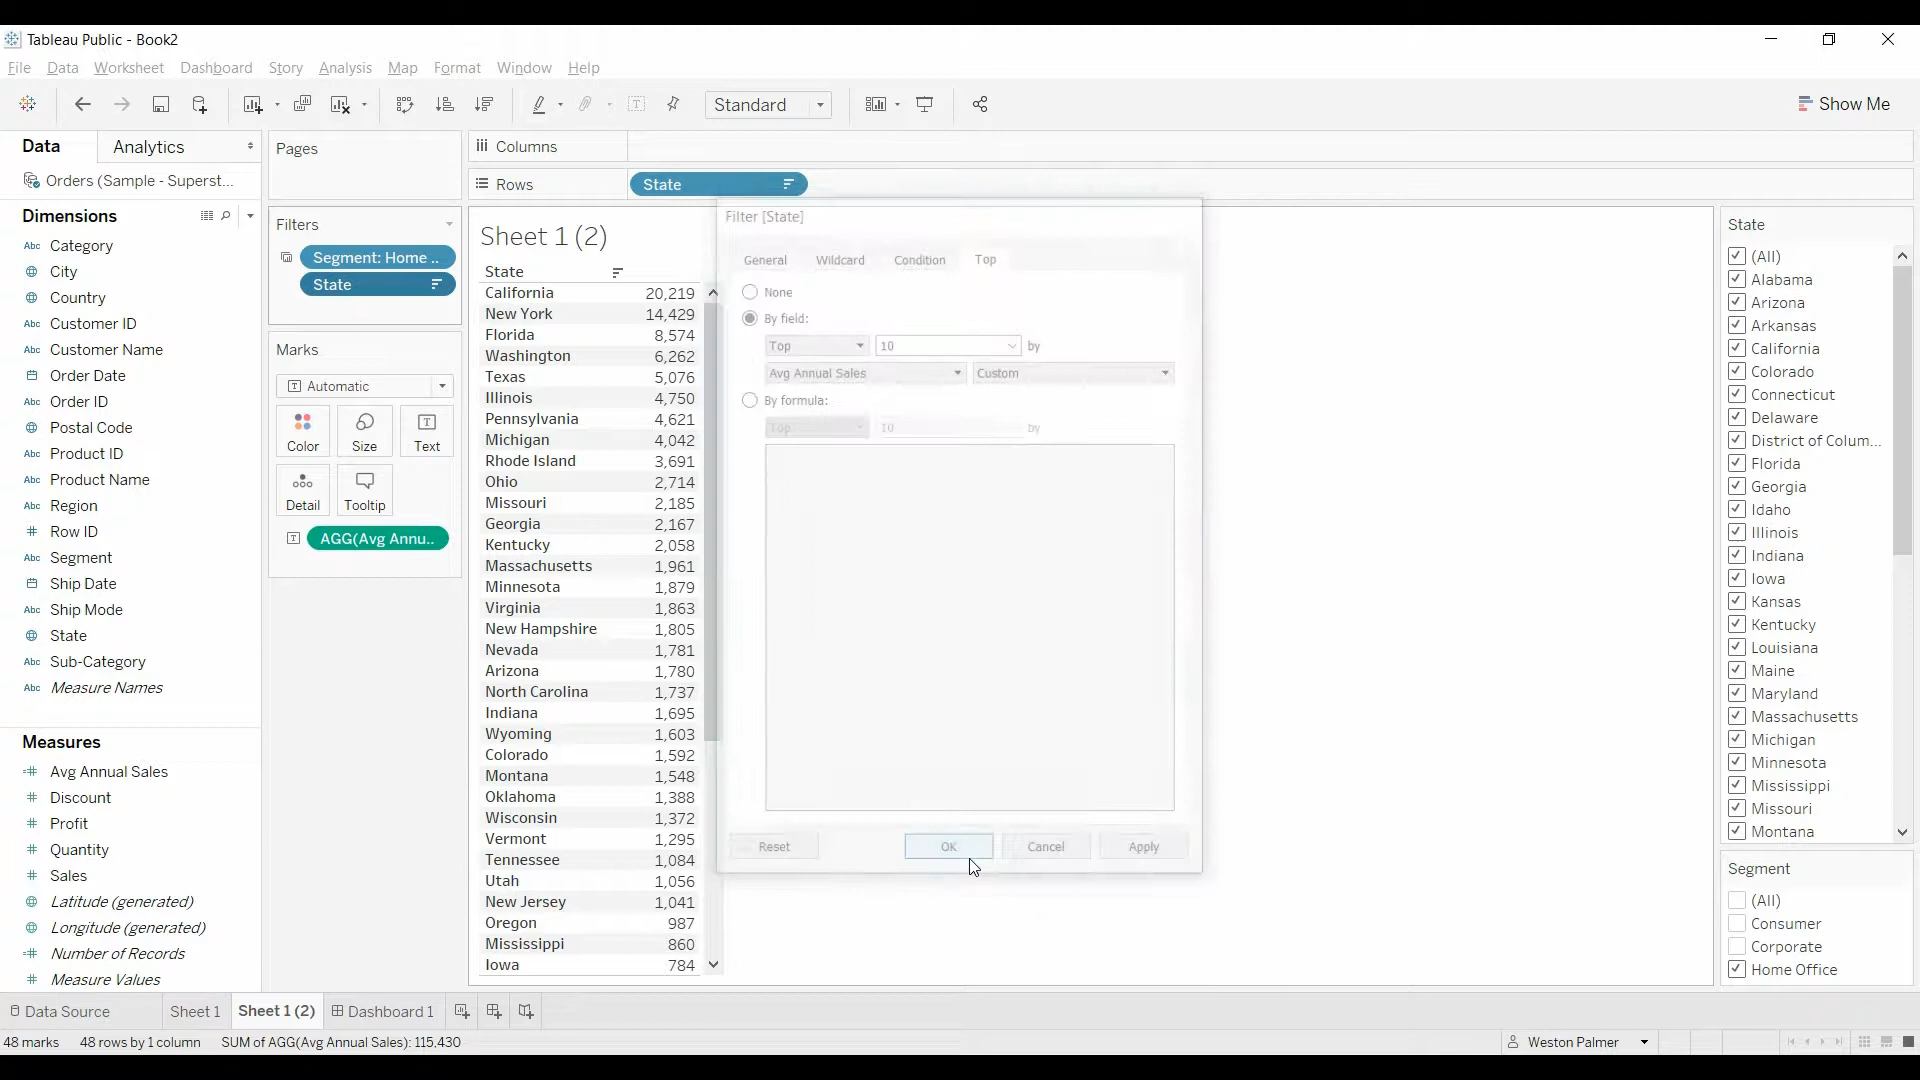 Tableau Public - Book2
File Data Worksheet Dashboard Story Analysis Map Format Window Help
Standard
Show Me
Data Analytics
Orders (Sample - Superst...
Dimensions
Abc Category
City
Country
Abc Customer ID
Abc Customer Name
Order Date
Abc Order ID
Postal Code
Abc Product ID
Abc Product Name
Abc Region
# Row ID
Abc Segment
Ship Date
Abc Ship Mode
State
Abc Sub-Category
Abc Measure Names
Measures
=# Avg Annual Sales
# Discount
# Profit
# Quantity
# Sales
Latitude (generated)
Longitude (generated)
=# Number of Records
# Measure Values
Pages
Filters
Segment: Home ..
State
Marks
T Automatic
Color Size Text
Detail Tooltip
AGG(Avg Annu..
Columns
Rows State
Sheet 1 (2)
State
California 20,219
New York 14,429
Florida 8,574
Washington 6,262
Texas 5,076
Illinois 4,750
Pennsylvania 4,621
Michigan 4,042
Rhode Island 3,691
Ohio 2,714
Missouri 2,185
Georgia 2,167
Kentucky 2,058
Massachusetts 1,961
Minnesota 1,879
Virginia 1,863
New Hampshire 1,805
Nevada 1,781
Arizona 1,780
North Carolina 1,737
Indiana 1,695
Wyoming 1,603
Colorado 1,592
Montana 1,548
Oklahoma 1,388
Wisconsin 1,372
Vermont 1,295
Tennessee 1,084
Utah 1,056
New Jersey 1,041
Oregon 987
Mississippi 860
Iowa 784
Filter [State]
General Wildcard Condition Top
None
By field:
Top 10 by
Avg Annual Sales Custom
By formula:
Top 10 by
Reset OK Cancel Apply
State
(All)
Alabama
Arizona
Arkansas
California
Colorado
Connecticut
Delaware
District of Colum...
Florida
Georgia
Idaho
Illinois
Indiana
Iowa
Kansas
Kentucky
Louisiana
Maine
Maryland
Massachusetts
Michigan
Minnesota
Mississippi
Missouri
Montana
Segment
(All)
Consumer
Corporate
Home Office
Data Source Sheet 1 Sheet 1 (2) Dashboard 1
48 marks 48 rows by 1 column SUM of AGG(Avg Annual Sales): 115,430
Weston Palmer